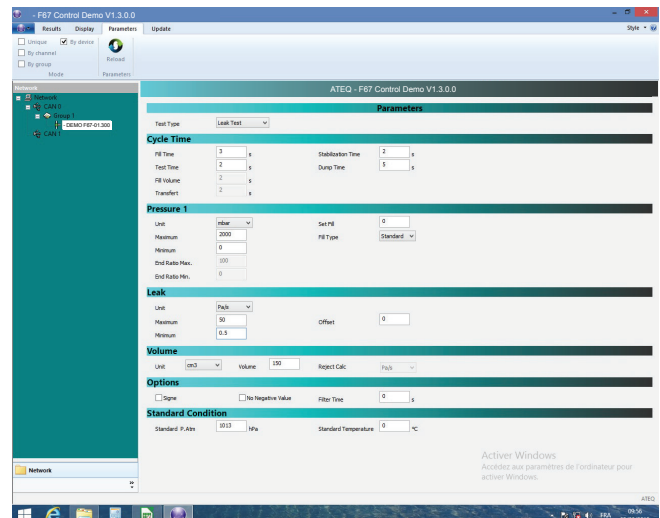 - F67 Control Demo V1.3.0.0
Results Display Parameters Update Style
Unique By device
By channel
By group
Reload
Mode Parameters
Network ATEQ - F67 Control Demo V1.3.0.0
Network
CAN 0
Group 1
- DEMO F67-01.300
CAN 1
Parameters
Test Type Leak Test
Cycle Time
Fill Time 3 s Stabilization Time 2 s
Test Time 2 s Dump Time 5 s
Fill Volume 2 s
Transfert 2 s
Pressure 1
Unit mbar Set Fill 0
Maximum 2000 Fill Type Standard
Minimum 0
End Ratio Max. 100
End Ratio Min. 0
Leak
Unit Pa/s
Maximum 50 Offset 0
Minimum 0.5
Volume
Unit cm3 Volume 150 Reject Calc Pa/s
Options
Signe No Negative Value Filter Time 0 s
Standard Condition
Standard P.Atm 1013 hPa Standard Temperature 0 °C
Activer Windows
Accédez aux paramètres de l'ordinateur pour
activer Windows.
Network
ATEQ
FRA 09:56